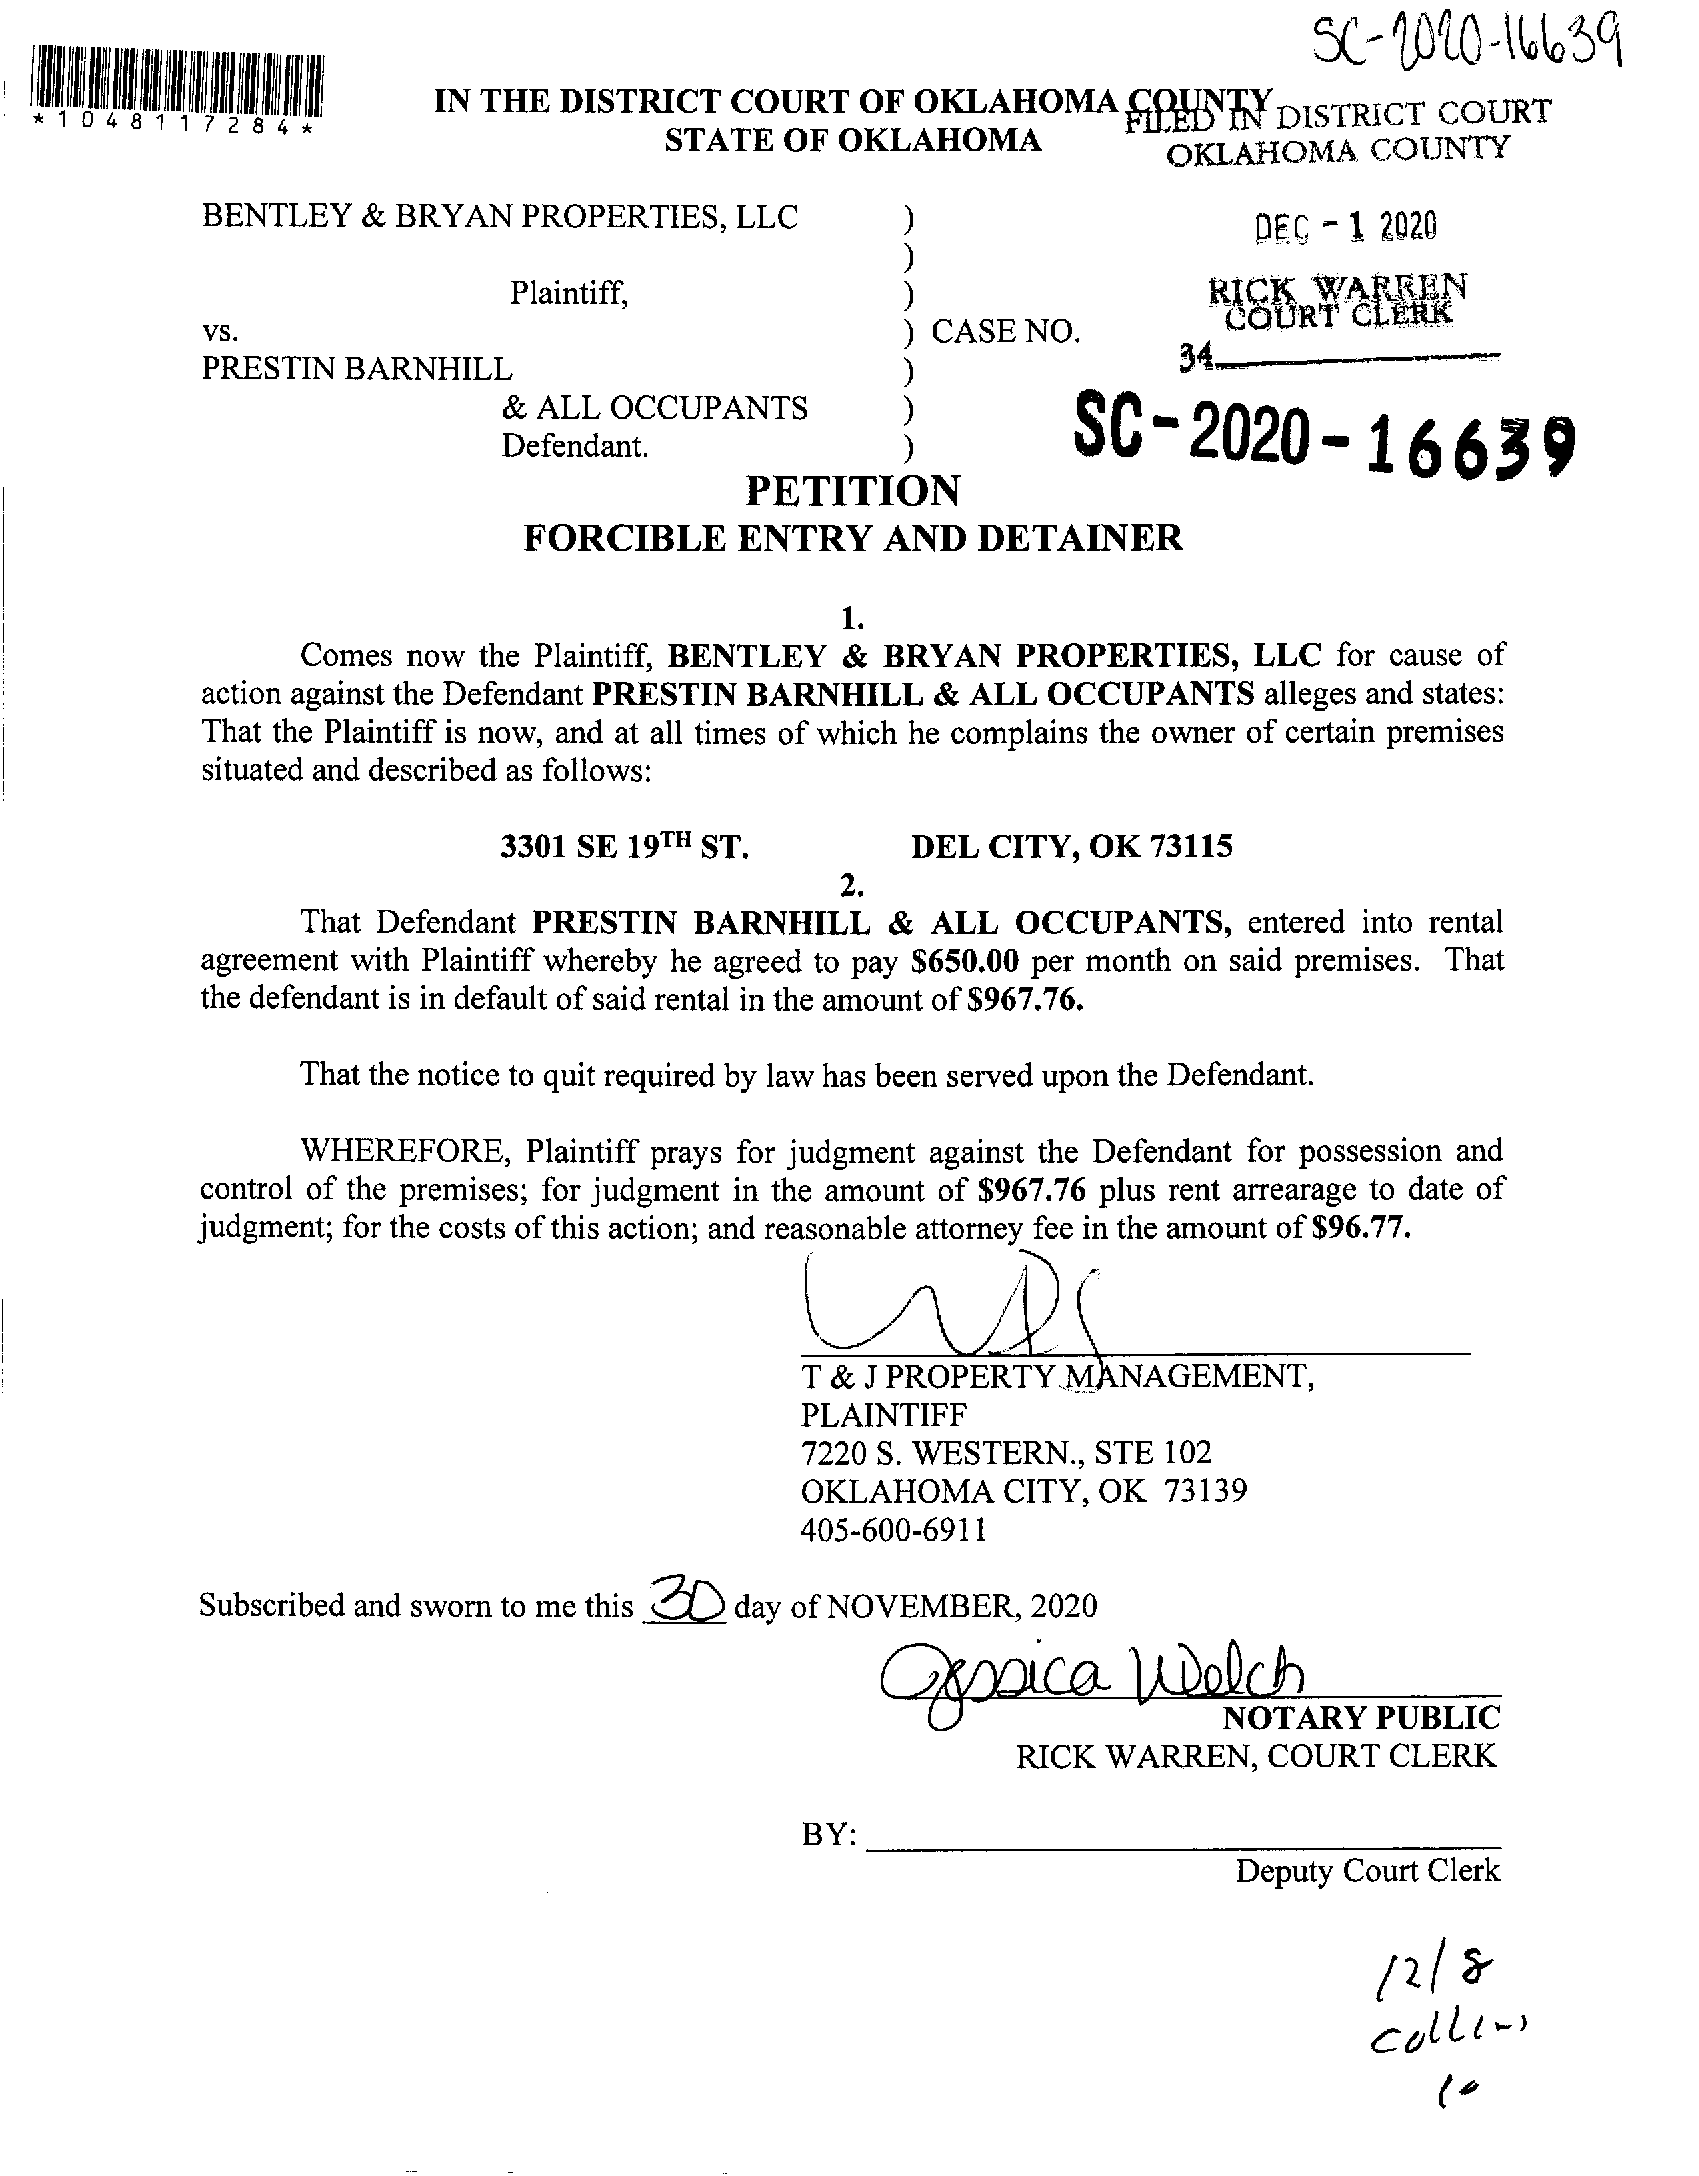 SC-2020-16639
*1048117284*
IN THE DISTRICT COURT OF OKLAHOMA COUNTY
STATE OF OKLAHOMA
FILED IN DISTRICT COURT
OKLAHOMA COUNTY
DEC - 1 2020
RICK WARREN
COURT CLERK
34
BENTLEY & BRYAN PROPERTIES, LLC )
)
Plaintiff, )
vs. ) CASE NO.
PRESTIN BARNHILL )
& ALL OCCUPANTS )
Defendant. )
SC-2020-16639
PETITION
FORCIBLE ENTRY AND DETAINER
1.
Comes now the Plaintiff, BENTLEY & BRYAN PROPERTIES, LLC for cause of
action against the Defendant PRESTIN BARNHILL & ALL OCCUPANTS alleges and states:
That the Plaintiff is now, and at all times of which he complains the owner of certain premises
situated and described as follows:
3301 SE 19TH ST. DEL CITY, OK 73115
2.
That Defendant PRESTIN BARNHILL & ALL OCCUPANTS, entered into rental
agreement with Plaintiff whereby he agreed to pay $650.00 per month on said premises. That
the defendant is in default of said rental in the amount of $967.76.
That the notice to quit required by law has been served upon the Defendant.
WHEREFORE, Plaintiff prays for judgment against the Defendant for possession and
control of the premises; for judgment in the amount of $967.76 plus rent arrearage to date of
judgment; for the costs of this action; and reasonable attorney fee in the amount of $96.77.
T & J PROPERTY MANAGEMENT,
PLAINTIFF
7220 S. WESTERN., STE 102
OKLAHOMA CITY, OK 73139
405-600-6911
Subscribed and sworn to me this 30 day of NOVEMBER, 2020
Jessica Welch
NOTARY PUBLIC
RICK WARREN, COURT CLERK
BY:
Deputy Court Clerk
12/8
Collins
10